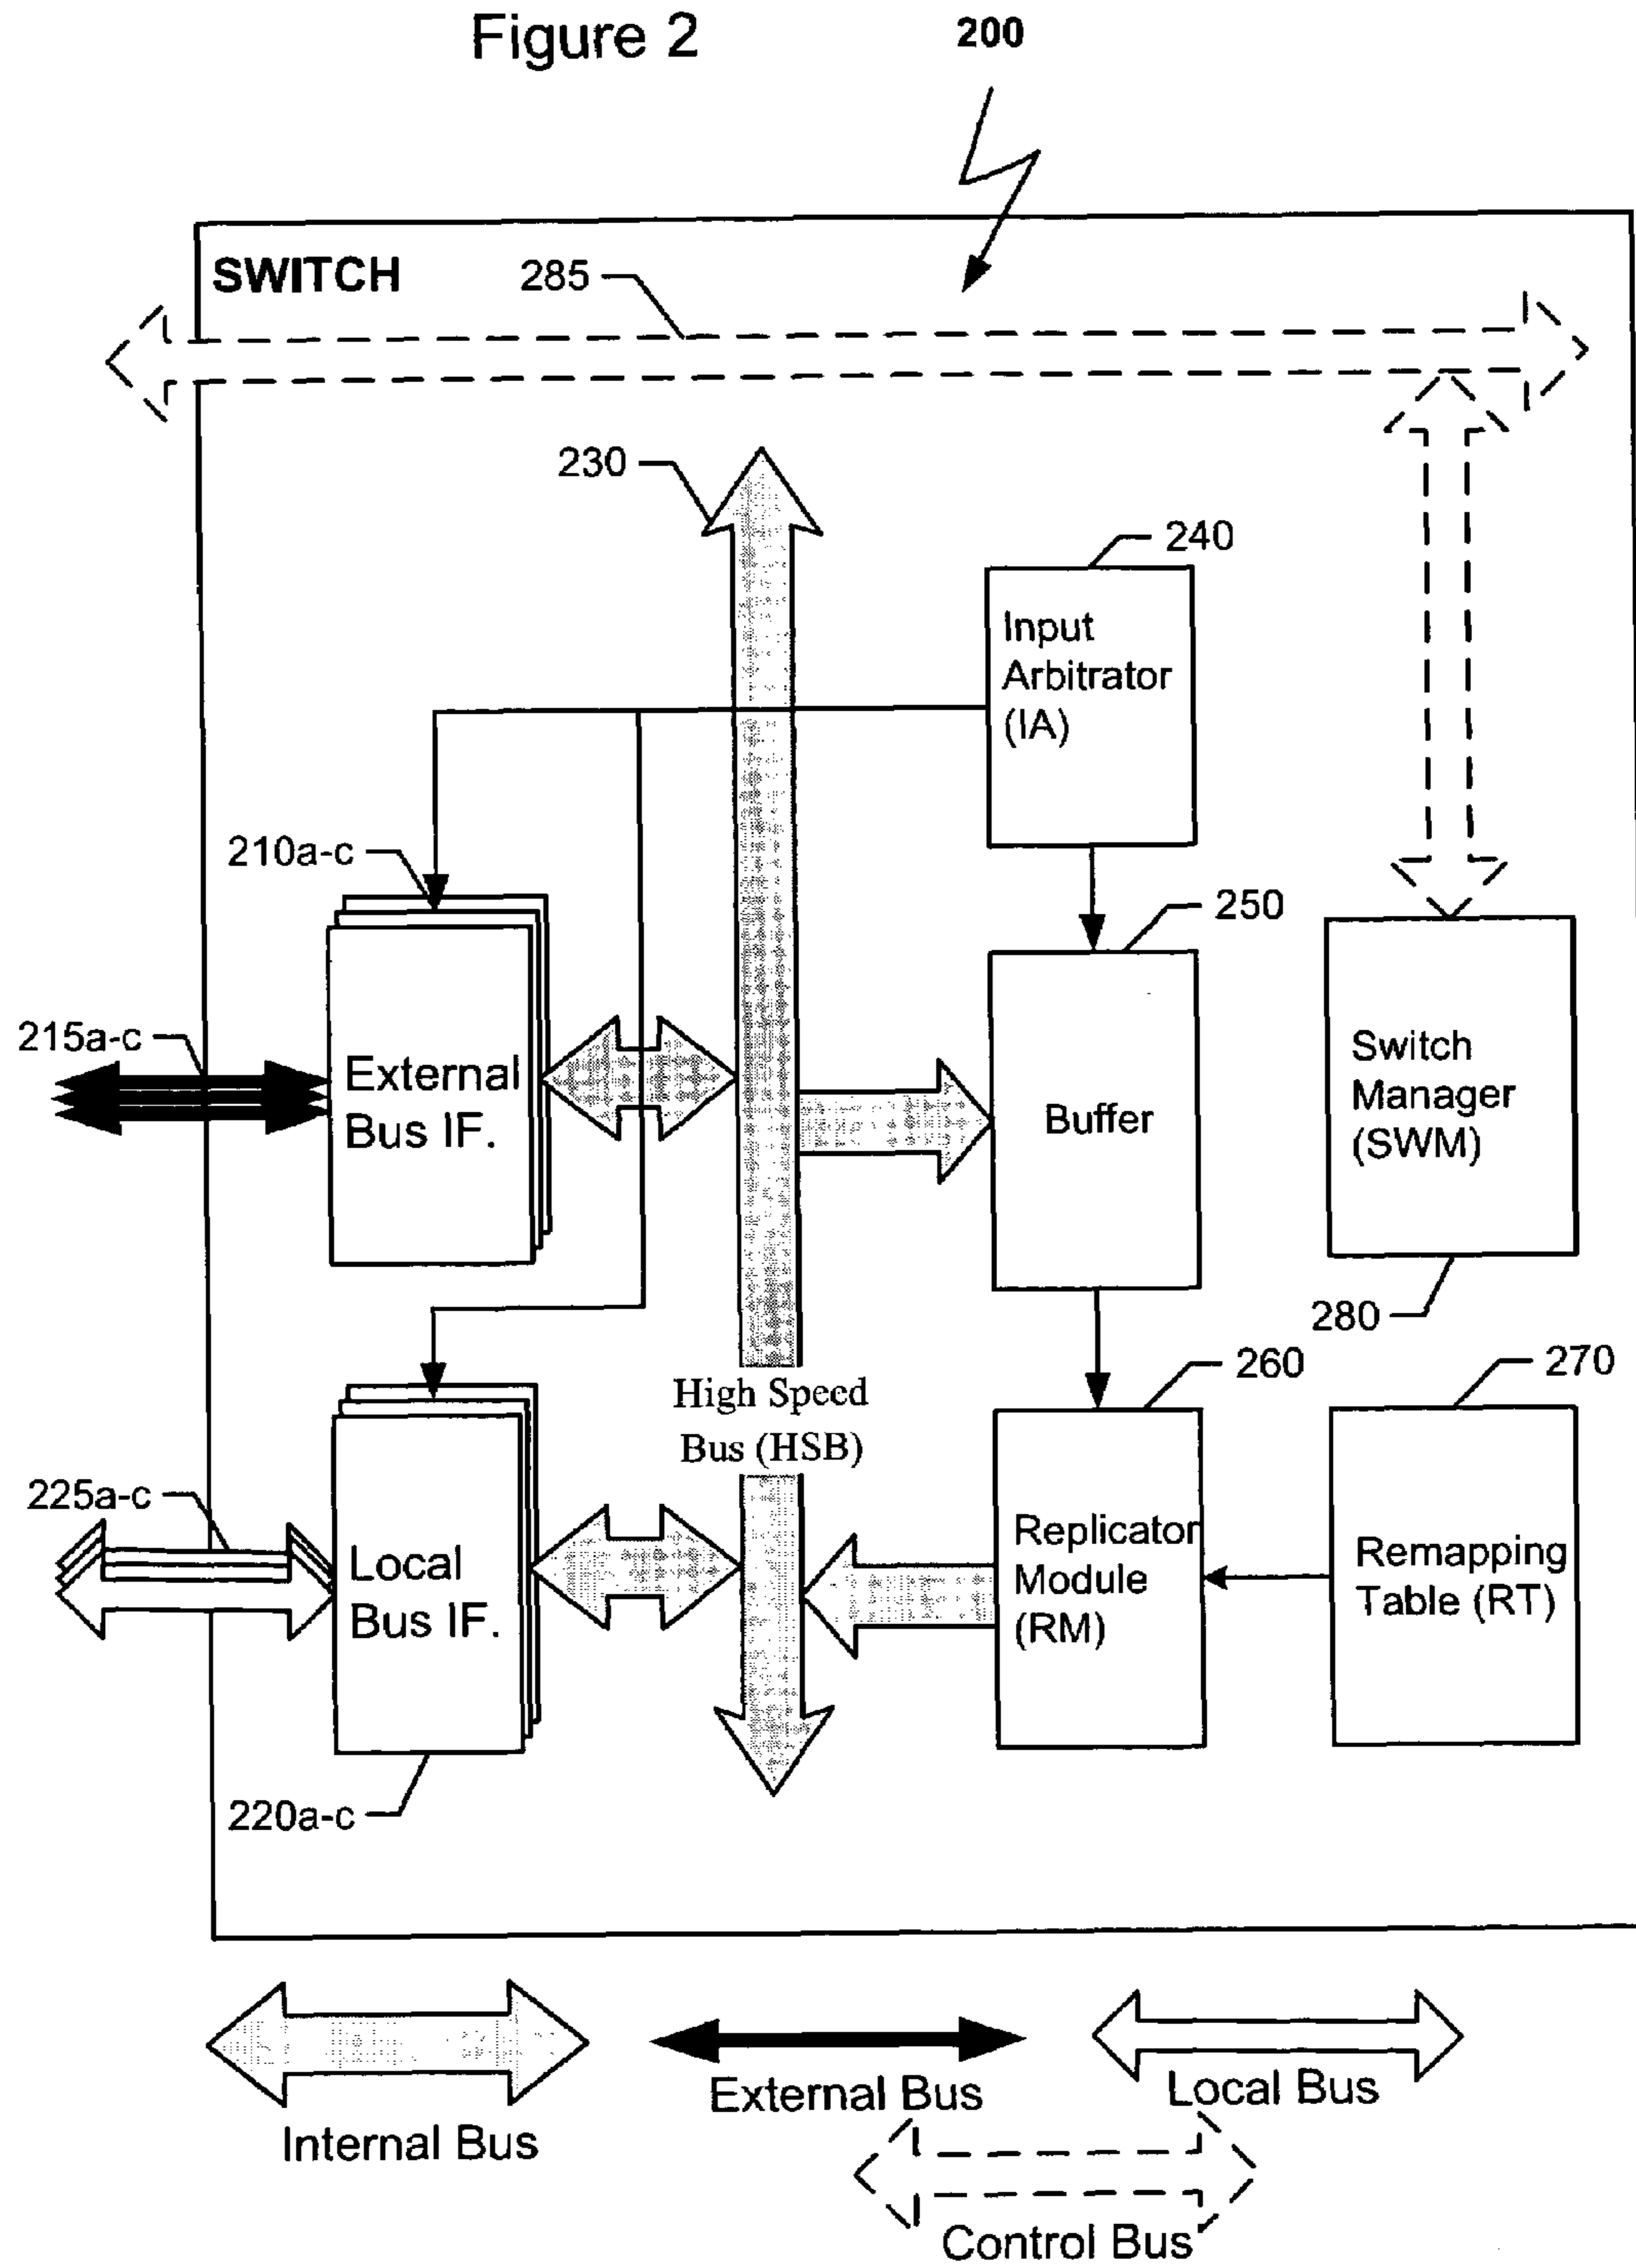 Figure 2
200
SWITCH
285
230
240
Input
Arbitrator
(IA)
210a-c
250
215a-c
External
Bus IF.
Buffer
Switch
Manager
(SWM)
280
260
270
High Speed
Bus (HSB)
225a-c
Local
Bus IF.
Replicator
Module
(RM)
Remapping
Table (RT)
220a-c
Internal Bus
External Bus
Local Bus
Control Bus